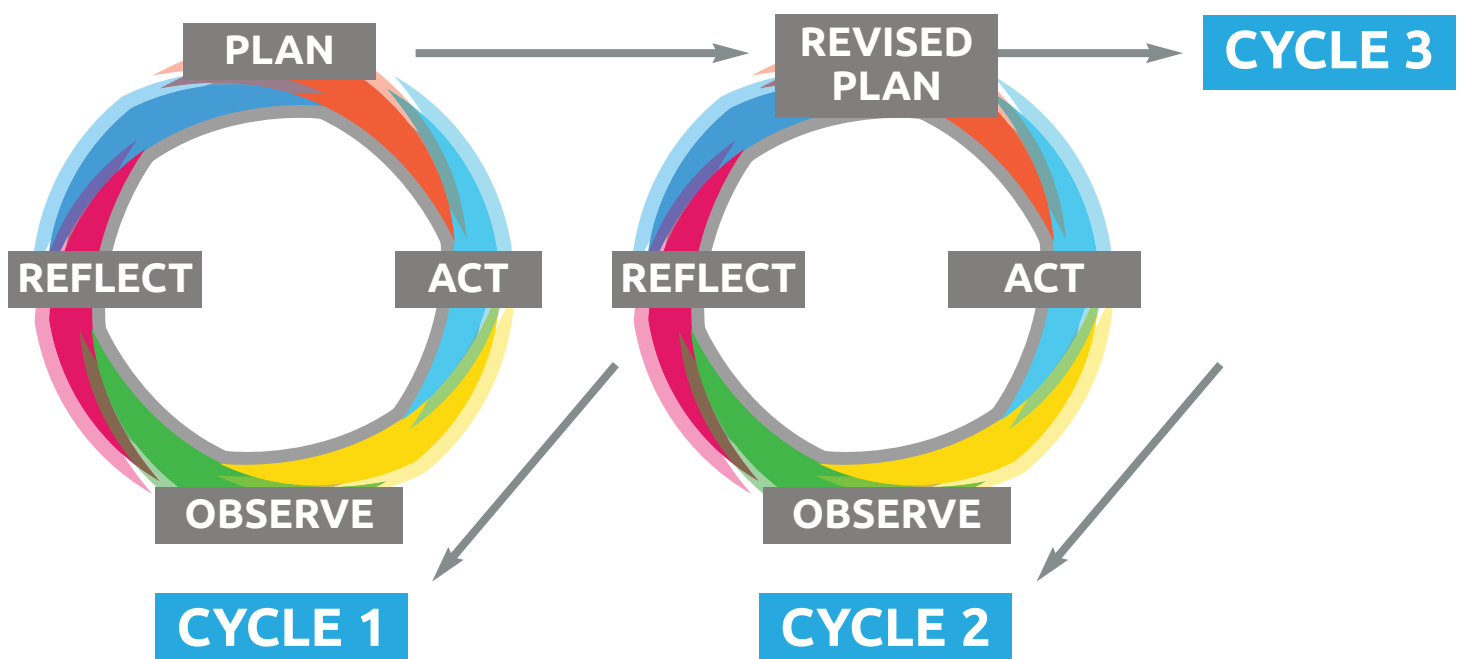 PLAN
REVISED
PLAN
CYCLE 3
REFLECT
ACT
REFLECT
ACT
OBSERVE
OBSERVE
CYCLE 1
CYCLE 2